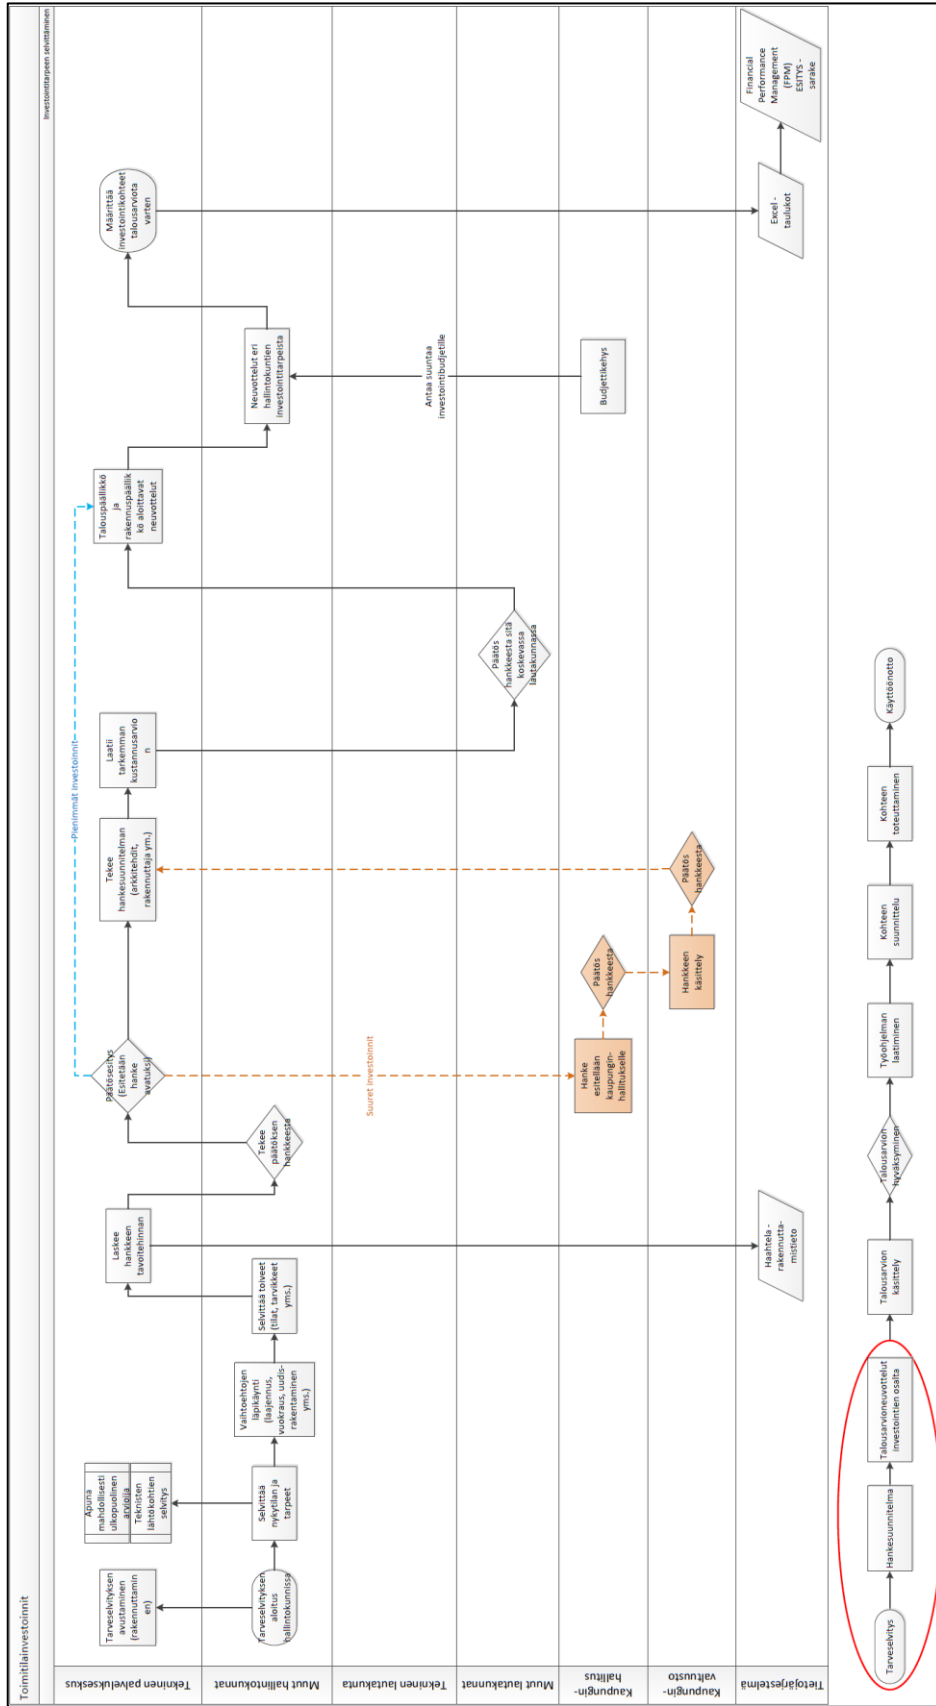 Toimitilainvestoinnit
Investointitarpeen selvittäminen
Tekninen palvelukeskus
Muut hallintokunnat
Tekninen lautakunta
Muut lautakunnat
Kaupungin-
hallitus
Kaupungin-
valtuusto
Tietojärjestelmä
Tarveselvityksen
avustaminen
(rakennuttamin
en)
Tarveselvityksen
aloitus
hallintokunnissa
Apuna
mahdollisesti
ulkopuolinen
arvioija
Teknisten
lähtökohtien
selvitys
Selvittää
nykytilan ja
tarpeet
Vaihtoehtojen
läpikäynti
(laajennus,
vuokraus, uudis-
rakentaminen
yms.)
Selvittää toiveet
(tilat, tarvikkeet
yms.)
Laskee
hankkeen
tavoitehinnan
Haahtela -
rakennutta-
mistieto
Tekee
päätöksen
hankkeesta
Päätösesitys
(Esitetään
hanke
avatuksi)
Pienimmät investoinnit
Suuret investoinnit
Hanke
esitellään
kaupungin-
hallitukselle
Päätös
hankkeesta
Hankkeen
käsittely
Päätös
hankkeesta
Tekee
hankesuunnitelman
(arkkitehdit,
rakennuttaja ym.)
Laatii
tarkemman
kustannusarvio
n
Päätös
hankkeesta sitä
koskevassa
lautakunnassa
Talouspäällikkö
ja
rakennuspäällik
kö aloittavat
neuvottelut
Neuvottelut eri
hallintokuntien
investointitarpeista
Antaa suuntaa
investointibudjetille
Budjettikehys
Määrittää
investointikohteet
talousarviota
varten
Excel -
taulukot
Financial
Performance
Management
(FPM)
ESITYS -
sarake
Tarveselvitys
Hankesuunnitelma
Talousarvioneuvottelut
investointien osalta
Talousarvion
käsittely
Talousarvion
hyväksyminen
Työohjelman
laatiminen
Kohteen
suunnittelu
Kohteen
toteuttaminen
Käyttöönotto